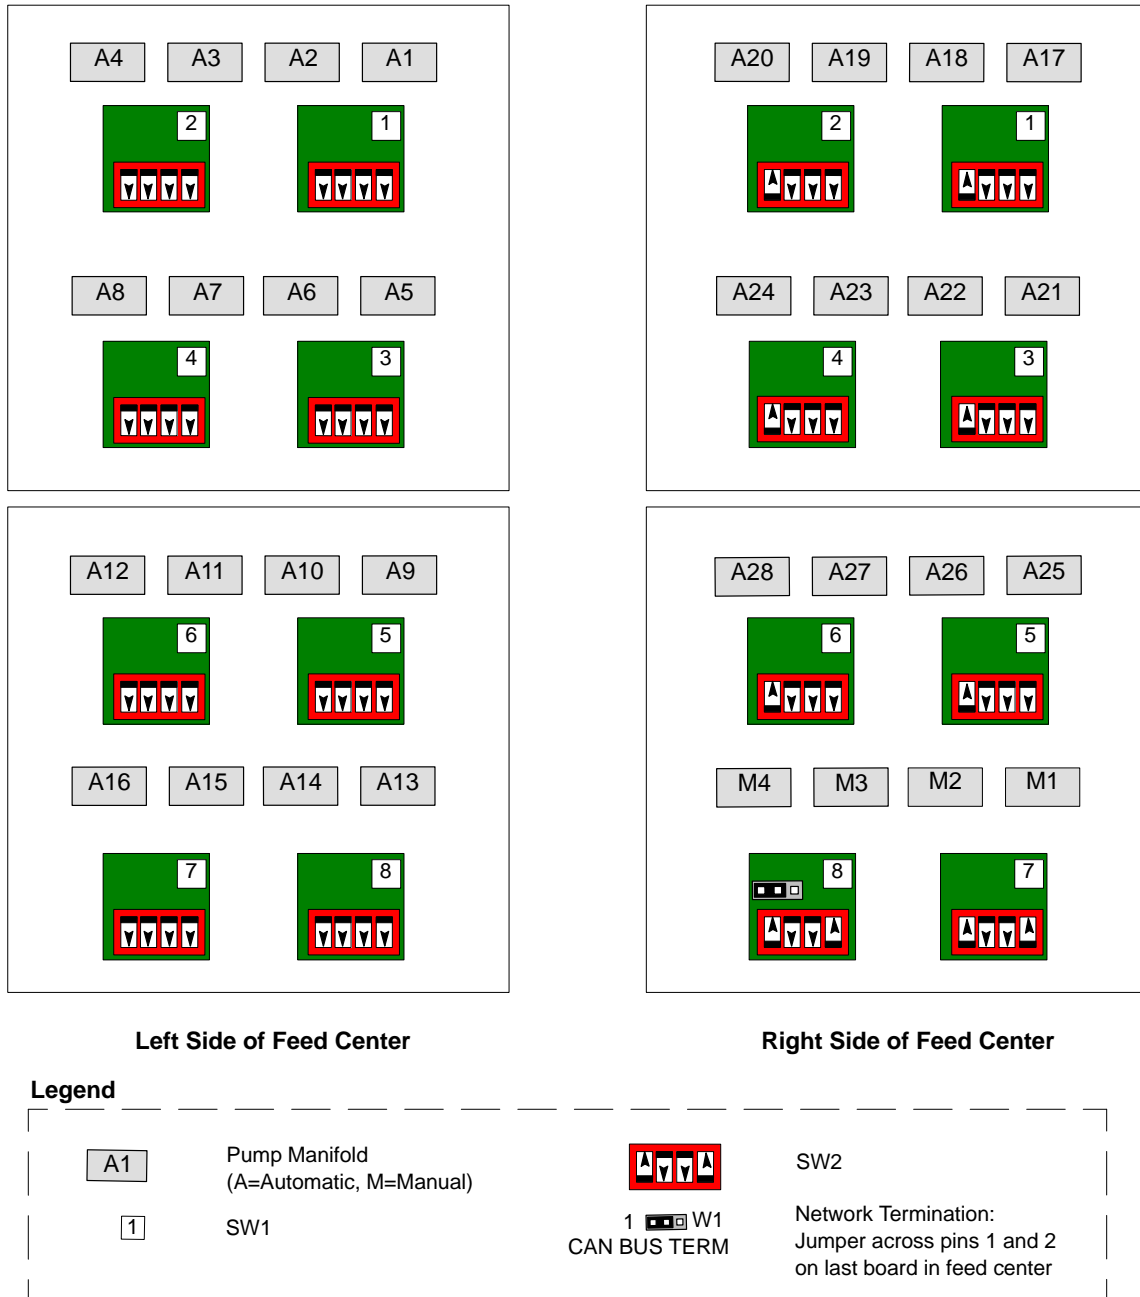 A4 A3 A2 A1
2 1
A8 A7 A6 A5
4 3
A20 A19 A18 A17
2 1
A24 A23 A22 A21
4 3
A12 A11 A10 A9
6 5
A16 A15 A14 A13
7 8
A28 A27 A26 A25
6 5
M4 M3 M2 M1
8 7
Left Side of Feed Center
Right Side of Feed Center
Legend
A1
Pump Manifold
(A=Automatic, M=Manual)
1
SW1
SW2
1 W1
CAN BUS TERM
Network Termination:
Jumper across pins 1 and 2
on last board in feed center